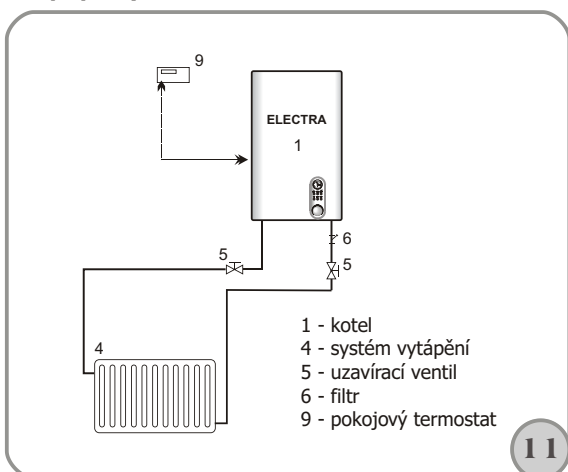 9
ELECTRA
1
6
5
5
4
1 - kotel
4 - systém vytápění
5 - uzavírací ventil
6 - filtr
9 - pokojový termostat
11